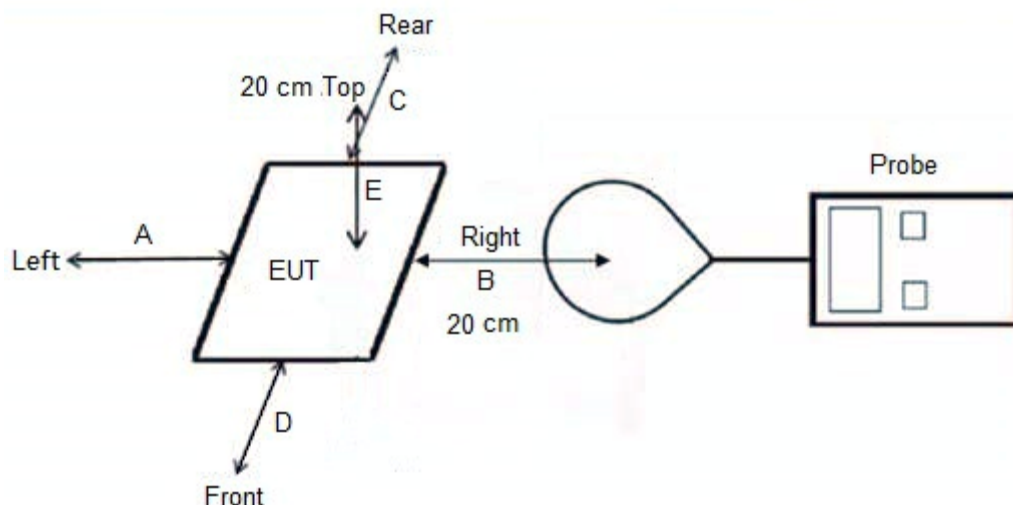 Rear
20 cm .Top
C
Probe
E
A
Right
Left
EUT
B
20 cm
D
Front